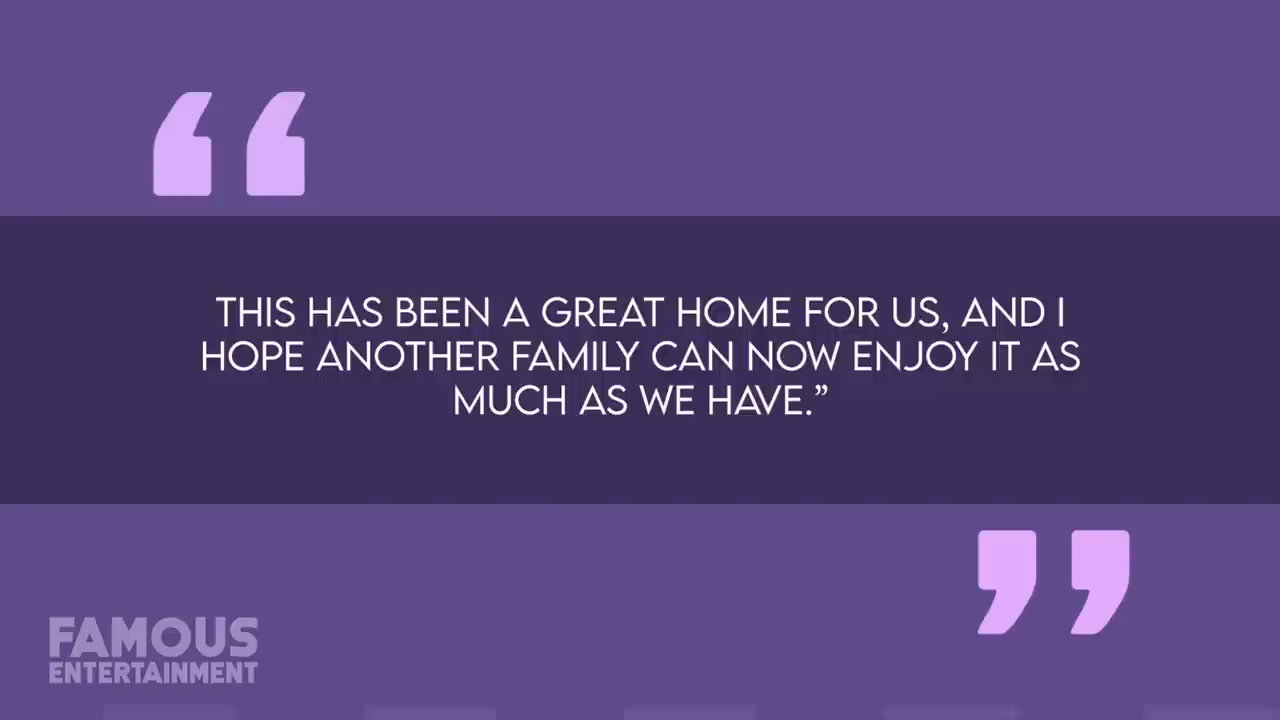 THIS HAS BEEN A GREAT HOME FOR US, AND I
HOPE ANOTHER FAMILY CAN NOW ENJOY IT AS
MUCH AS WE HAVE.”
FAMOUS
ENTERTAINMENT